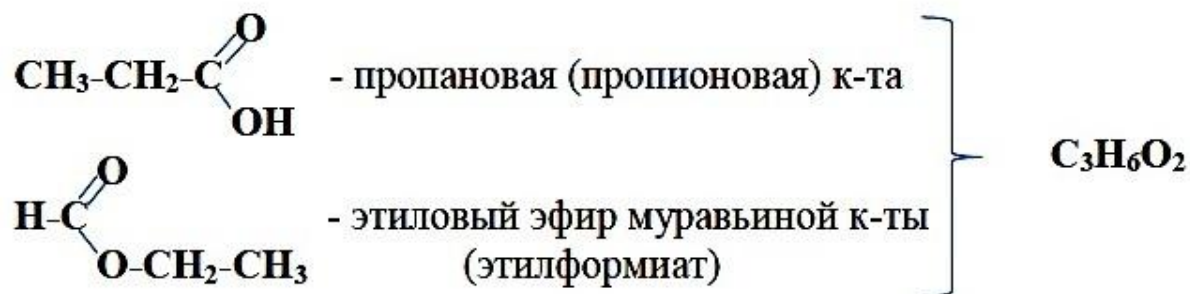 O
CH₃-CH₂-C - пропановая (пропионовая) к-та
OH
C₃H₆O₂
O
H-C - этиловый эфир муравьиной к-ты
O-CH₂-CH₃ (этилформиат)